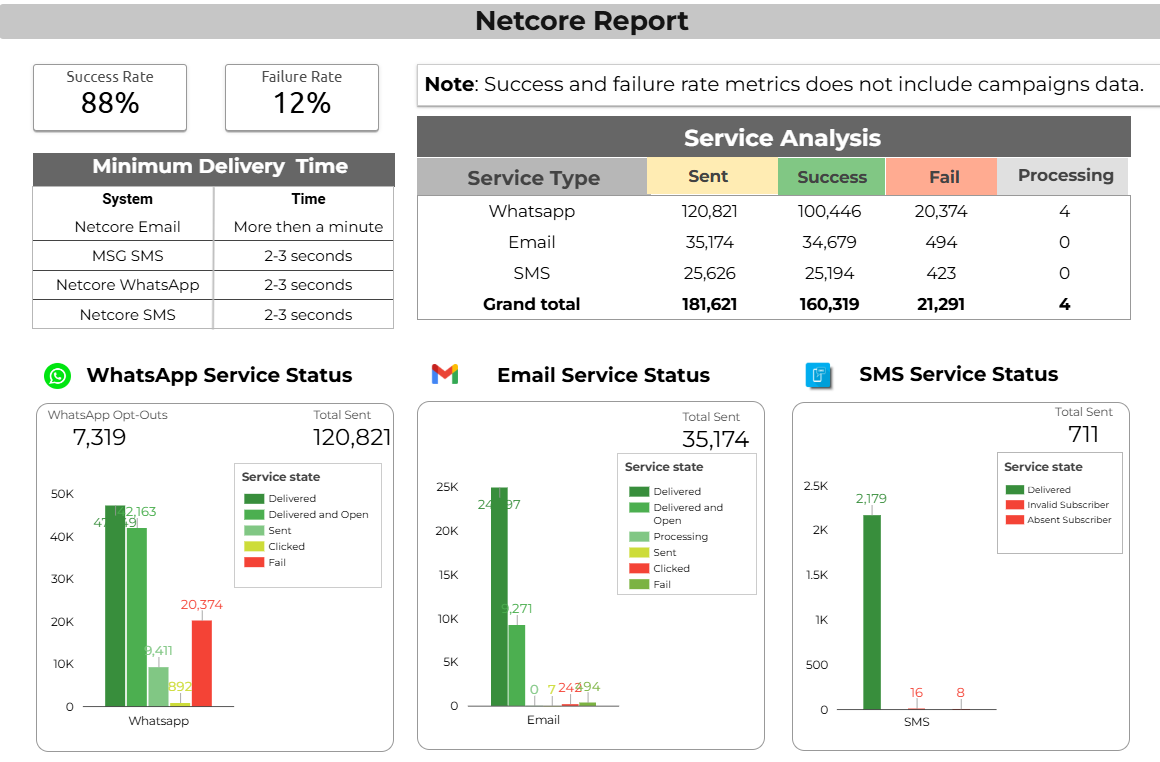 Netcore Report
Success Rate
88%
Failure Rate
12%
Note: Success and failure rate metrics does not include campaigns data.
Minimum Delivery Time
System Time
Netcore Email More then a minute
MSG SMS 2-3 seconds
Netcore WhatsApp 2-3 seconds
Netcore SMS 2-3 seconds
Service Analysis
Service Type Sent Success Fail Processing
Whatsapp 120,821 100,446 20,374 4
Email 35,174 34,679 494 0
SMS 25,626 25,194 423 0
Grand total 181,621 160,319 21,291 4
WhatsApp Service Status
WhatsApp Opt-Outs
7,319
Total Sent
120,821
Service state
Delivered
Delivered and Open
Sent
Clicked
Fail
50K
40K
30K
20K
10K
0
42,163
9,411
892
20,374
Whatsapp
Email Service Status
Total Sent
35,174
Service state
Delivered
Delivered and
Open
Processing
Sent
Clicked
Fail
25K
20K
15K
10K
5K
0
9,271
0
7
242
494
Email
SMS Service Status
Total Sent
711
Service state
Delivered
Invalid Subscriber
Absent Subscriber
2.5K
2K
1.5K
1K
500
0
2,179
16
8
SMS